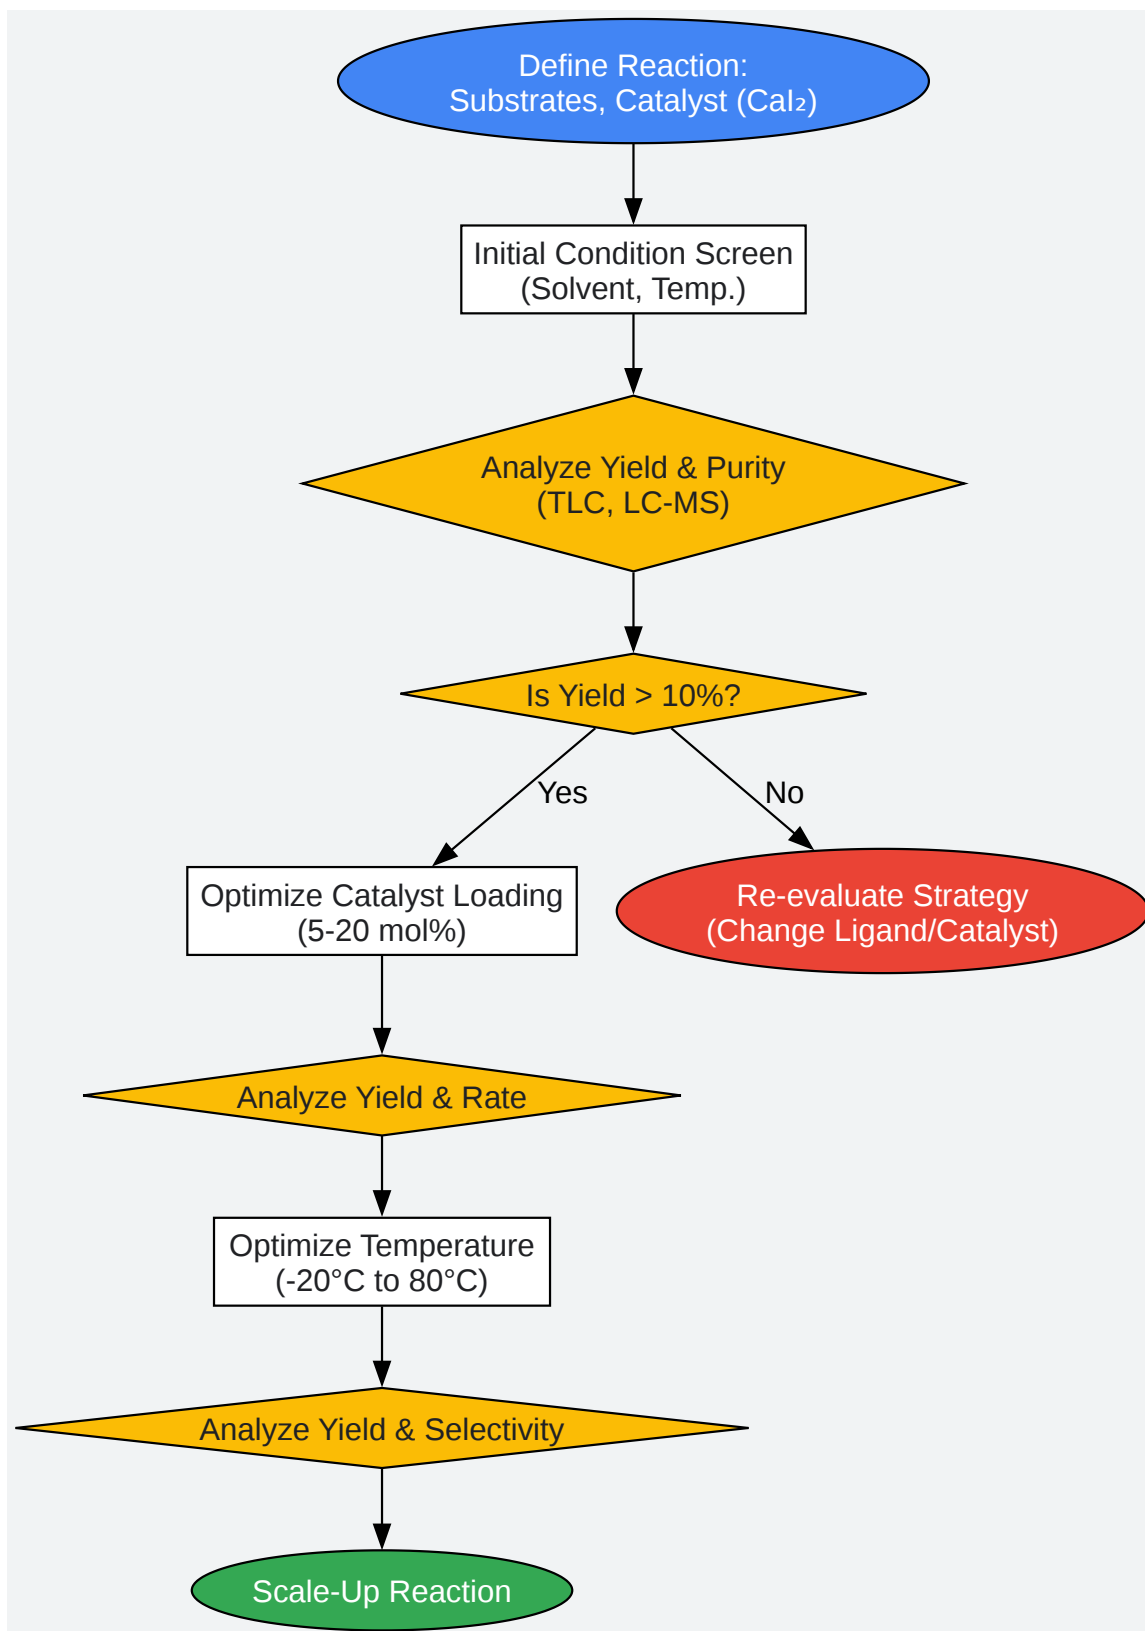 Define Reaction:
Substrates, Catalyst (CaI₂)
Initial Condition Screen
(Solvent, Temp.)
Analyze Yield & Purity
(TLC, LC-MS)
Is Yield > 10%?
Yes
No
Optimize Catalyst Loading
(5-20 mol%)
Re-evaluate Strategy
(Change Ligand/Catalyst)
Analyze Yield & Rate
Optimize Temperature
(-20°C to 80°C)
Analyze Yield & Selectivity
Scale-Up Reaction